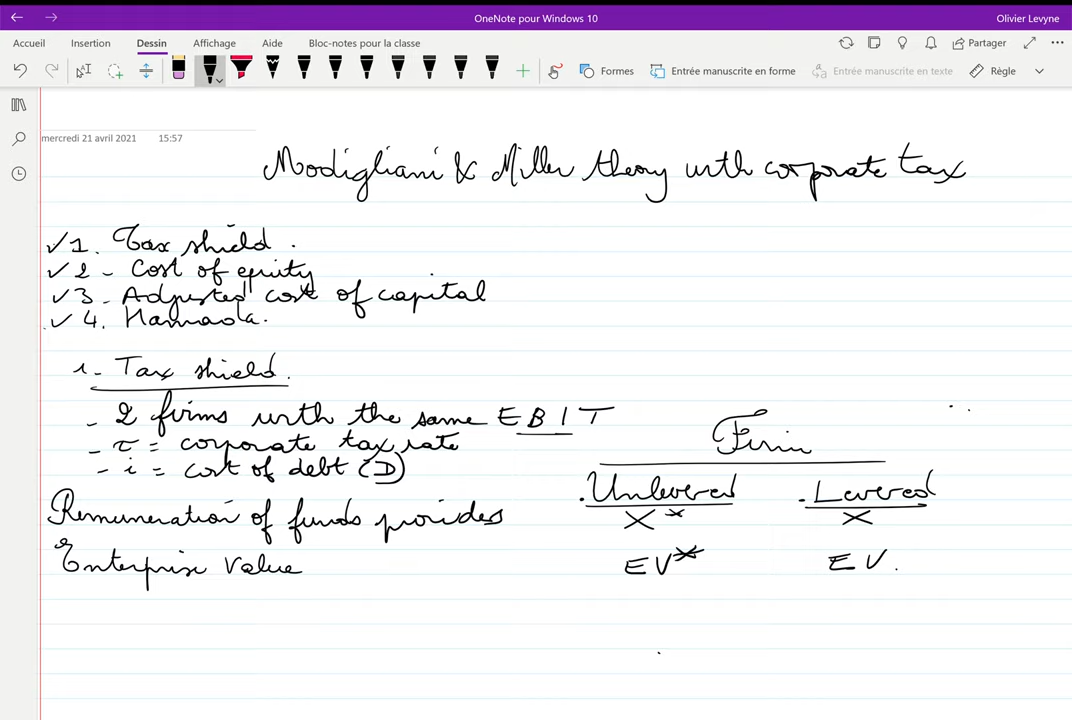 OneNote pour Windows 10
Olivier Levyne
Accueil Insertion Dessin Affichage Aide Bloc-notes pour la classe
Partager
Formes Entrée manuscrite en forme Entrée manuscrite en texte Règle
mercredi 21 avril 2021 15:57
Modigliani & Miller theory with corporate tax
✓1. Tax shield.
✓2 - Cost of equity
✓3 - Adjusted cost of capital
✓4. Hamada.
1- Tax shield.
- 2 firms with the same EBIT
- τ = corporate tax rate
- i = cost of debt (D)
Firm
Unlevered Levered
Remuneration of funds provides X* X
Enterprise Value EV* EV.